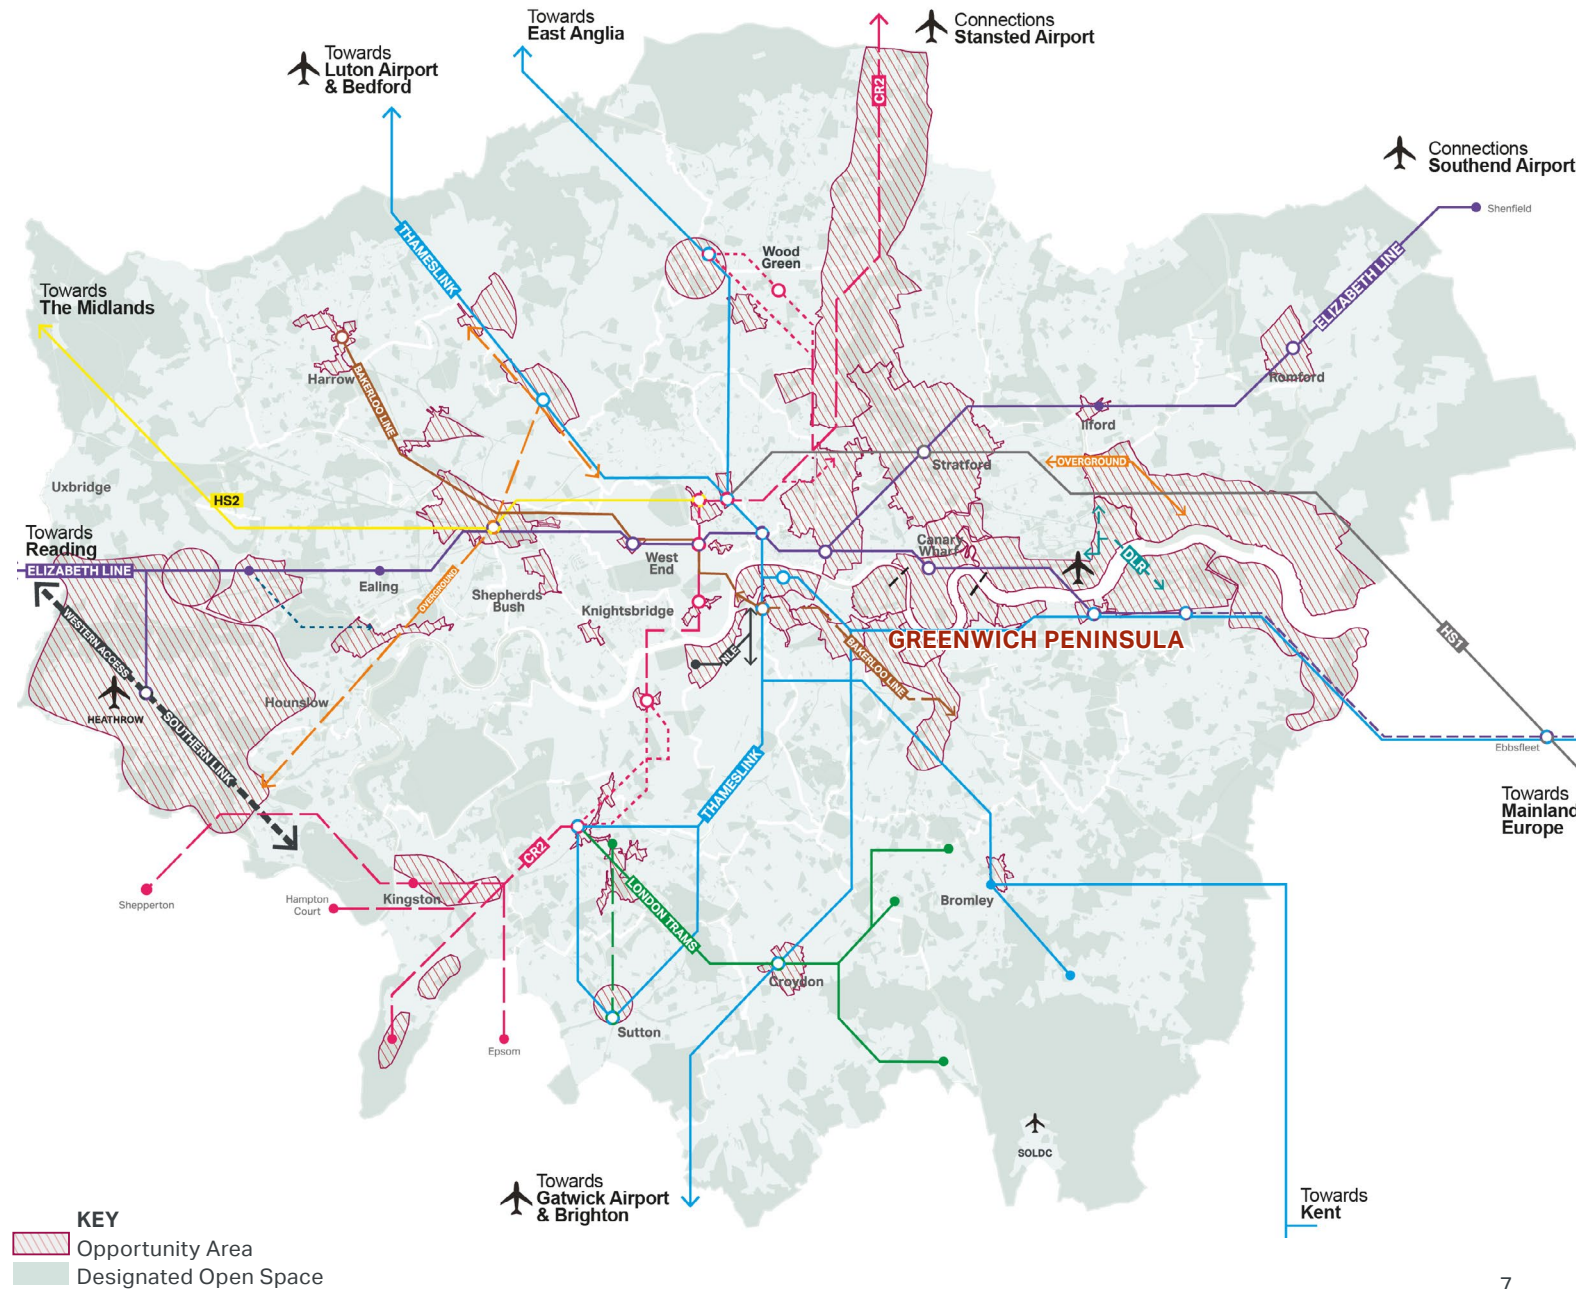 Towards
East Anglia
Connections
Stansted Airport
Towards
Luton Airport
& Bedford
CR2
Connections
Southend Airport
Shenfield
THAMESLINK
Wood
Green
ELIZABETH LINE
Towards
The Midlands
Harrow
BAKERLOO LINE
Romford
Ilford
Stratford
OVERGROUND
Uxbridge
HS2
Towards
Reading
ELIZABETH LINE
Ealing
West
End
Canary
Wharf
DLR
OVERGROUND
Shepherds
Bush
Knightsbridge
WESTERN ACCESS
GREENWICH PENINSULA
HS1
NLE
BAKERLOO LINE
HEATHROW
Hounslow
SOUTHERN LINK
Ebbsfleet
THAMESLINK
Towards
Mainland
Europe
CR2
Shepperton
Hampton
Court
Kingston
LONDON TRAMS
Bromley
Croydon
Sutton
Epsom
SOLDC
Towards
Gatwick Airport
& Brighton
Towards
Kent
KEY
Opportunity Area
Designated Open Space
7